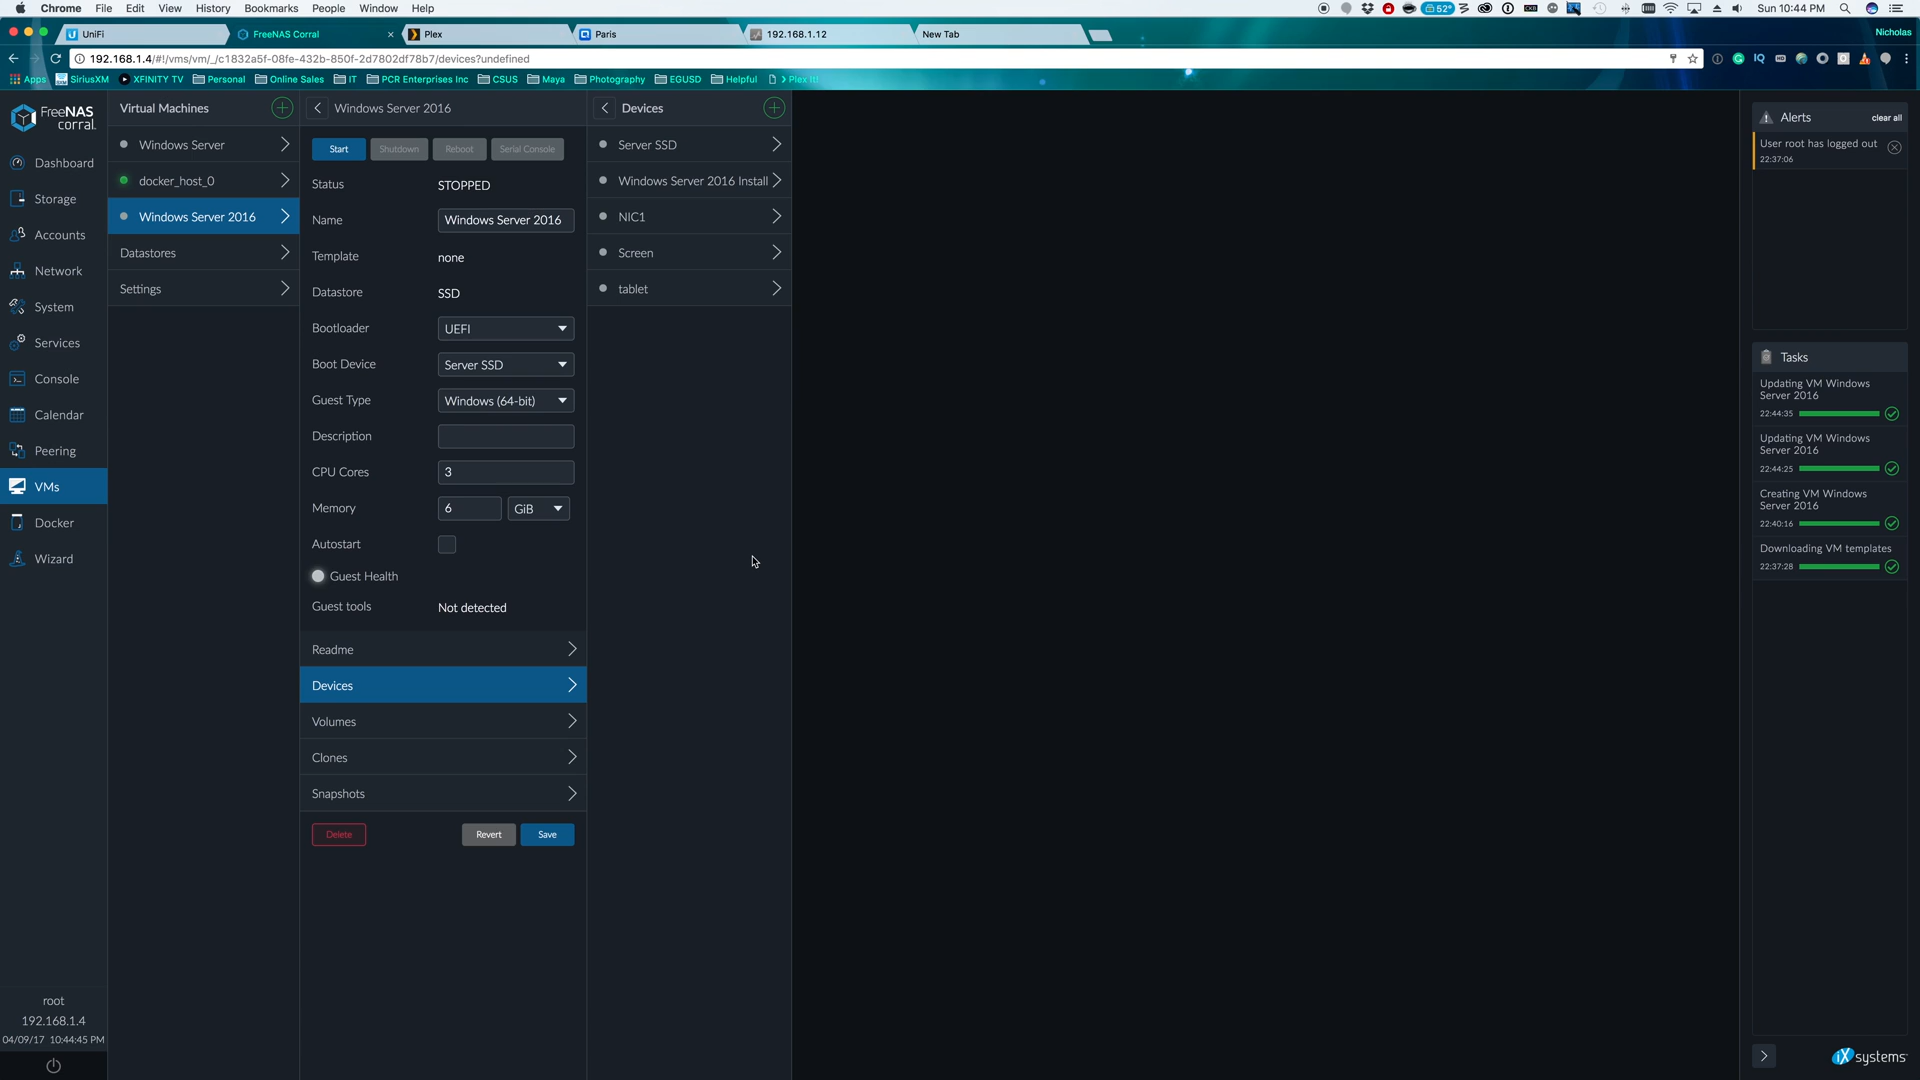 Chrome File Edit View History Bookmarks People Window Help
52° Sun 10:44 PM
UniFi
FreeNAS Corral ×
Plex
Paris
192.168.1.12
New Tab
Nicholas
192.168.1.4/#!/vms/vm/_/c1832a5f-08fe-432b-850f-2d7802df78b7/devices?undefined
Apps SiriusXM XFINITY TV Personal Online Sales IT PCR Enterprises Inc CSUS Maya Photography EGUSD Helpful > Plex It!
FreeNAS
corral.
Dashboard
Storage
Accounts
Network
System
Services
Console
Calendar
Peering
VMs
Docker
Wizard
root
192.168.1.4
04/09/17 10:44:45 PM
Virtual Machines
Windows Server
docker_host_0
Windows Server 2016
Datastores
Settings
Windows Server 2016
Start Shutdown Reboot Serial Console
Status STOPPED
Name Windows Server 2016
Template none
Datastore SSD
Bootloader UEFI
Boot Device Server SSD
Guest Type Windows (64-bit)
Description
CPU Cores 3
Memory 6 GiB
Autostart
Guest Health
Guest tools Not detected
Readme
Devices
Volumes
Clones
Snapshots
Delete Revert Save
Devices
Server SSD
Windows Server 2016 Install
NIC1
Screen
tablet
Alerts clear all
User root has logged out
22:37:06
Tasks
Updating VM Windows
Server 2016
22:44:35
Updating VM Windows
Server 2016
22:44:25
Creating VM Windows
Server 2016
22:40:16
Downloading VM templates
22:37:28
iXsystems